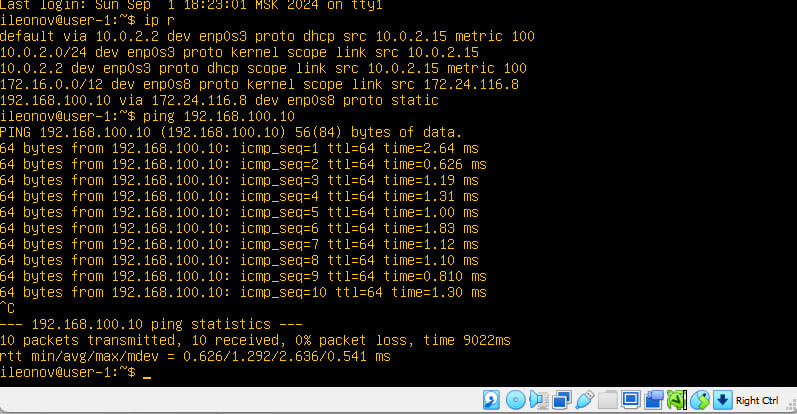 Last login: Sun Sep  1 18:23:01 MSK 2024 on tty1
ileonov@user-1:~$ ip r
default via 10.0.2.2 dev enp0s3 proto dhcp src 10.0.2.15 metric 100
10.0.2.0/24 dev enp0s3 proto kernel scope link src 10.0.2.15
10.0.2.2 dev enp0s3 proto dhcp scope link src 10.0.2.15 metric 100
172.16.0.0/12 dev enp0s8 proto kernel scope link src 172.24.116.8
192.168.100.10 via 172.24.116.8 dev enp0s8 proto static
ileonov@user-1:~$ ping 192.168.100.10
PING 192.168.100.10 (192.168.100.10) 56(84) bytes of data.
64 bytes from 192.168.100.10: icmp_seq=1 ttl=64 time=2.64 ms
64 bytes from 192.168.100.10: icmp_seq=2 ttl=64 time=0.626 ms
64 bytes from 192.168.100.10: icmp_seq=3 ttl=64 time=1.19 ms
64 bytes from 192.168.100.10: icmp_seq=4 ttl=64 time=1.31 ms
64 bytes from 192.168.100.10: icmp_seq=5 ttl=64 time=1.00 ms
64 bytes from 192.168.100.10: icmp_seq=6 ttl=64 time=1.83 ms
64 bytes from 192.168.100.10: icmp_seq=7 ttl=64 time=1.12 ms
64 bytes from 192.168.100.10: icmp_seq=8 ttl=64 time=1.10 ms
64 bytes from 192.168.100.10: icmp_seq=9 ttl=64 time=0.810 ms
64 bytes from 192.168.100.10: icmp_seq=10 ttl=64 time=1.30 ms
^C
--- 192.168.100.10 ping statistics ---
10 packets transmitted, 10 received, 0% packet loss, time 9022ms
rtt min/avg/max/mdev = 0.626/1.292/2.636/0.541 ms
ileonov@user-1:~$ _
Right Ctrl